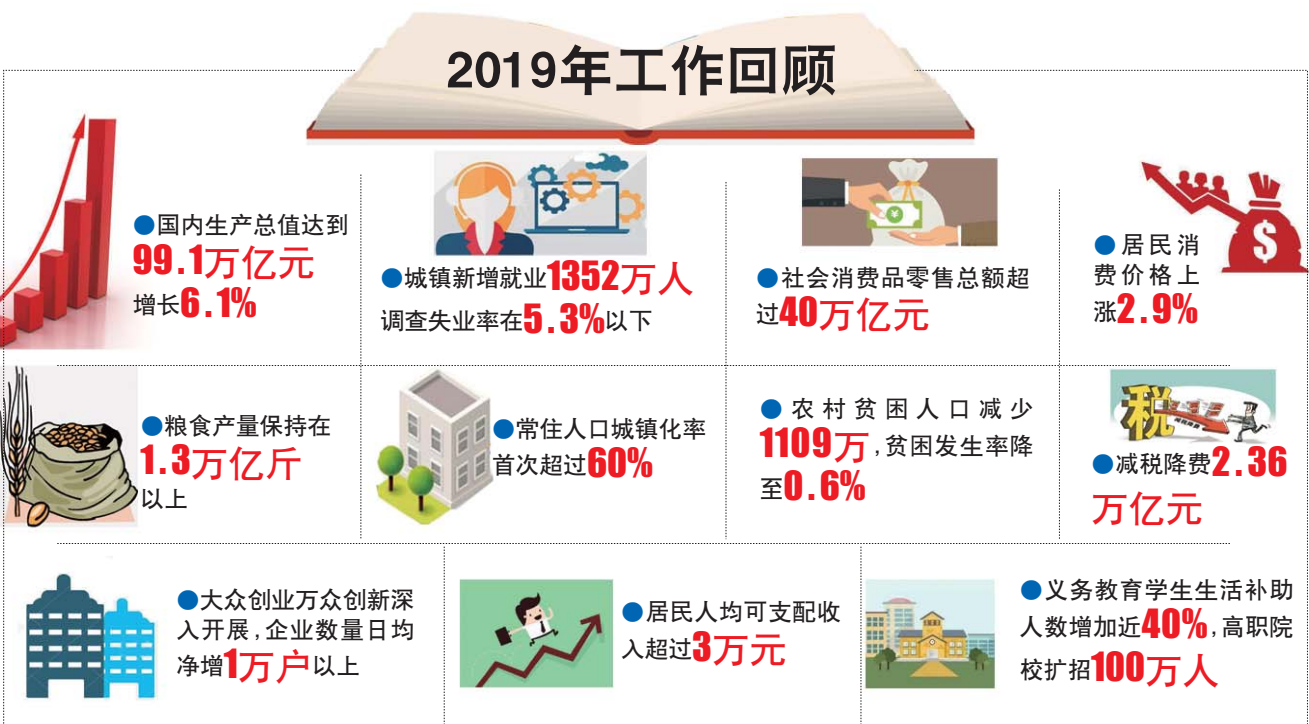 2019年工作回顾
●国内生产总值达到
99.1万亿元
增长6.1%
●城镇新增就业1352万人
调查失业率在5.3%以下
●社会消费品零售总额超
过40万亿元
●居民消
费价格上
涨2.9%
●粮食产量保持在
1.3万亿斤
以上
●常住人口城镇化率
首次超过60%
●农村贫困人口减少
1109万,贫困发生率降
至0.6%
税
●减税降费2.36
万亿元
●大众创业万众创新深
入开展,企业数量日均
净增1万户以上
●居民人均可支配收
入超过3万元
●义务教育学生生活补助
人数增加近40%,高职院
校扩招100万人